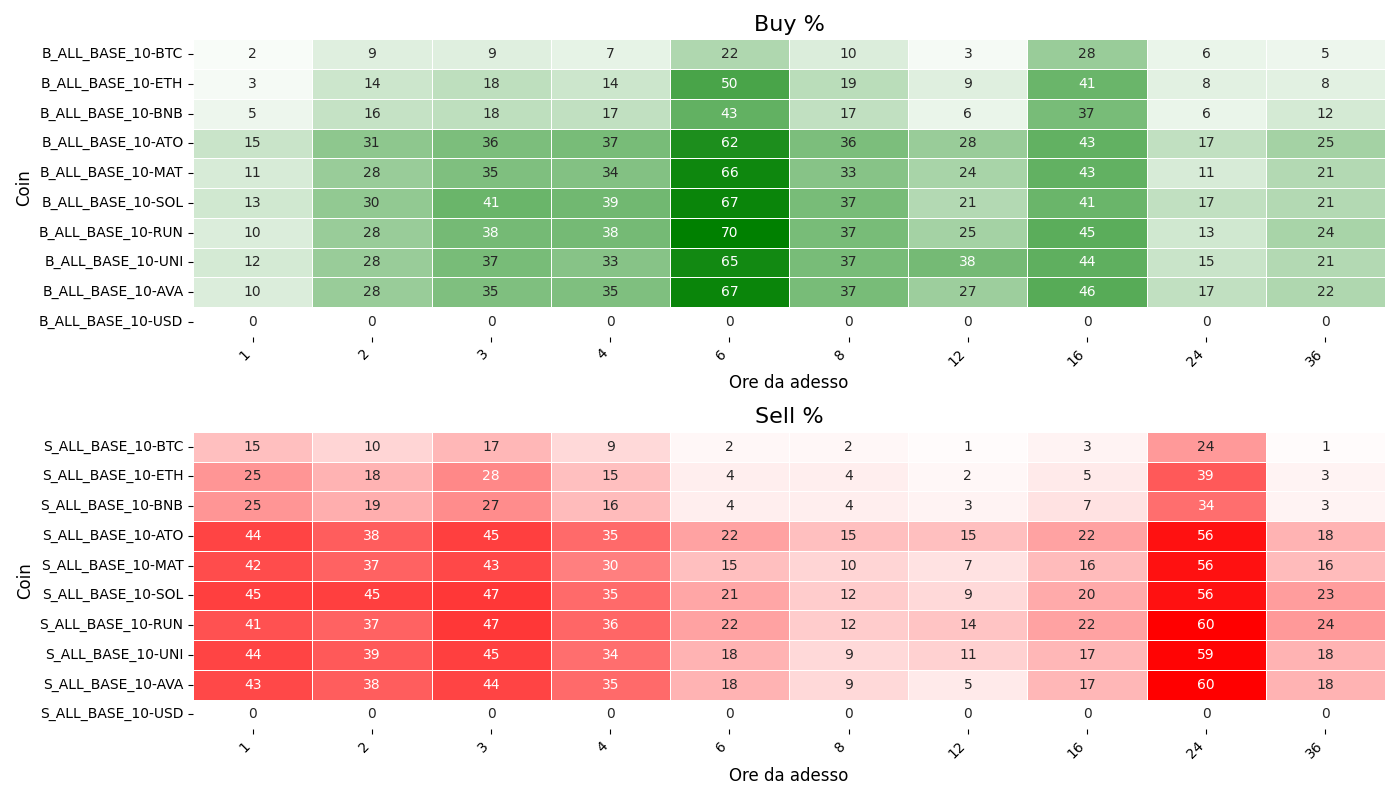 Buy %
Coin
B_ALL_BASE_10-BTC 2 9 9 7 22 10 3 28 6 5
B_ALL_BASE_10-ETH 3 14 18 14 50 19 9 41 8 8
B_ALL_BASE_10-BNB 5 16 18 17 43 17 6 37 6 12
B_ALL_BASE_10-ATO 15 31 36 37 62 36 28 43 17 25
B_ALL_BASE_10-MAT 11 28 35 34 66 33 24 43 11 21
B_ALL_BASE_10-SOL 13 30 41 39 67 37 21 41 17 21
B_ALL_BASE_10-RUN 10 28 38 38 70 37 25 45 13 24
B_ALL_BASE_10-UNI 12 28 37 33 65 37 38 44 15 21
B_ALL_BASE_10-AVA 10 28 35 35 67 37 27 46 17 22
B_ALL_BASE_10-USD 0 0 0 0 0 0 0 0 0 0
1 2 3 4 6 8 12 16 24 36
Ore da adesso
Sell %
Coin
S_ALL_BASE_10-BTC 15 10 17 9 2 2 1 3 24 1
S_ALL_BASE_10-ETH 25 18 28 15 4 4 2 5 39 3
S_ALL_BASE_10-BNB 25 19 27 16 4 4 3 7 34 3
S_ALL_BASE_10-ATO 44 38 45 35 22 15 15 22 56 18
S_ALL_BASE_10-MAT 42 37 43 30 15 10 7 16 56 16
S_ALL_BASE_10-SOL 45 45 47 35 21 12 9 20 56 23
S_ALL_BASE_10-RUN 41 37 47 36 22 12 14 22 60 24
S_ALL_BASE_10-UNI 44 39 45 34 18 9 11 17 59 18
S_ALL_BASE_10-AVA 43 38 44 35 18 9 5 17 60 18
S_ALL_BASE_10-USD 0 0 0 0 0 0 0 0 0 0
1 2 3 4 6 8 12 16 24 36
Ore da adesso